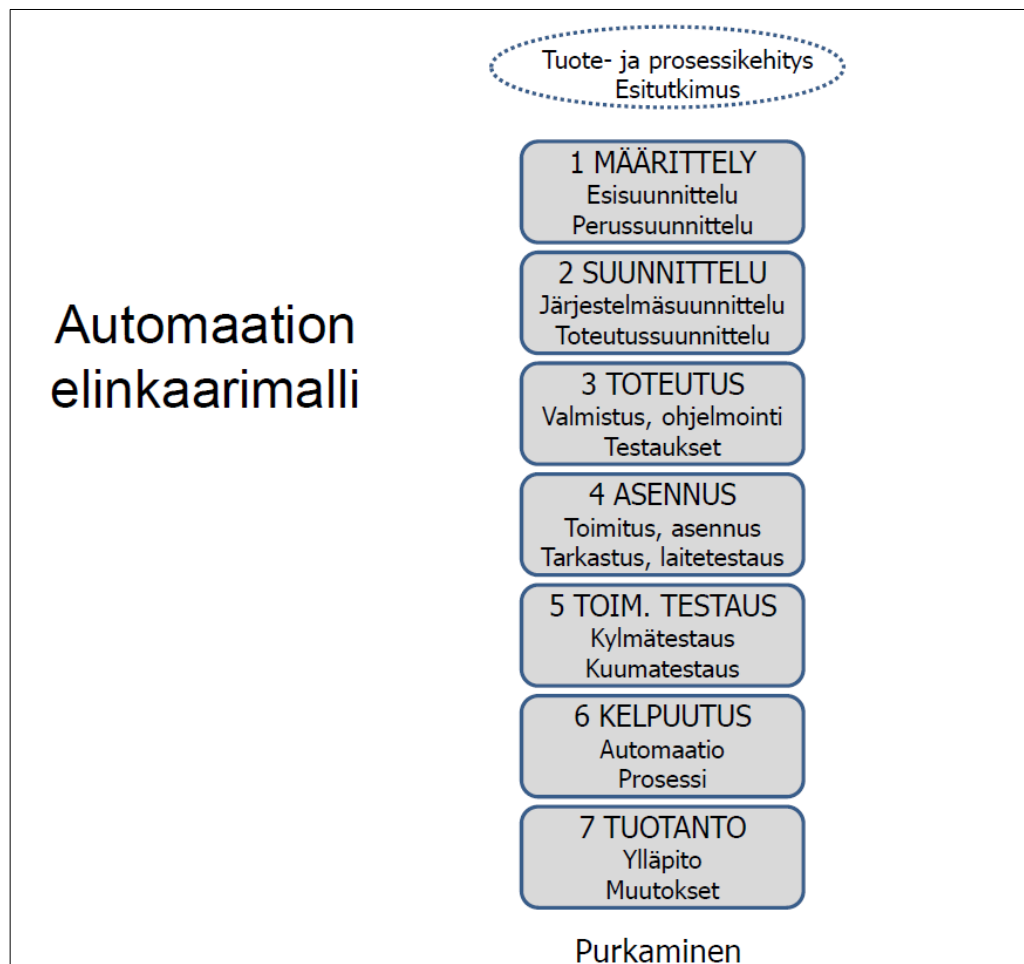 Automaation
elinkaarimalli
Tuote- ja prosessikehitys
Esitutkimus
1 MÄÄRITTELY
Esisuunnittelu
Perussuunnittelu
2 SUUNNITTELU
Järjestelmäsuunnittelu
Toteutussuunnittelu
3 TOTEUTUS
Valmistus, ohjelmointi
Testaukset
4 ASENNUS
Toimitus, asennus
Tarkastus, laitetestaus
5 TOIM. TESTAUS
Kylmätestaus
Kuumatestaus
6 KELPUUTUS
Automaatio
Prosessi
7 TUOTANTO
Ylläpito
Muutokset
Purkaminen